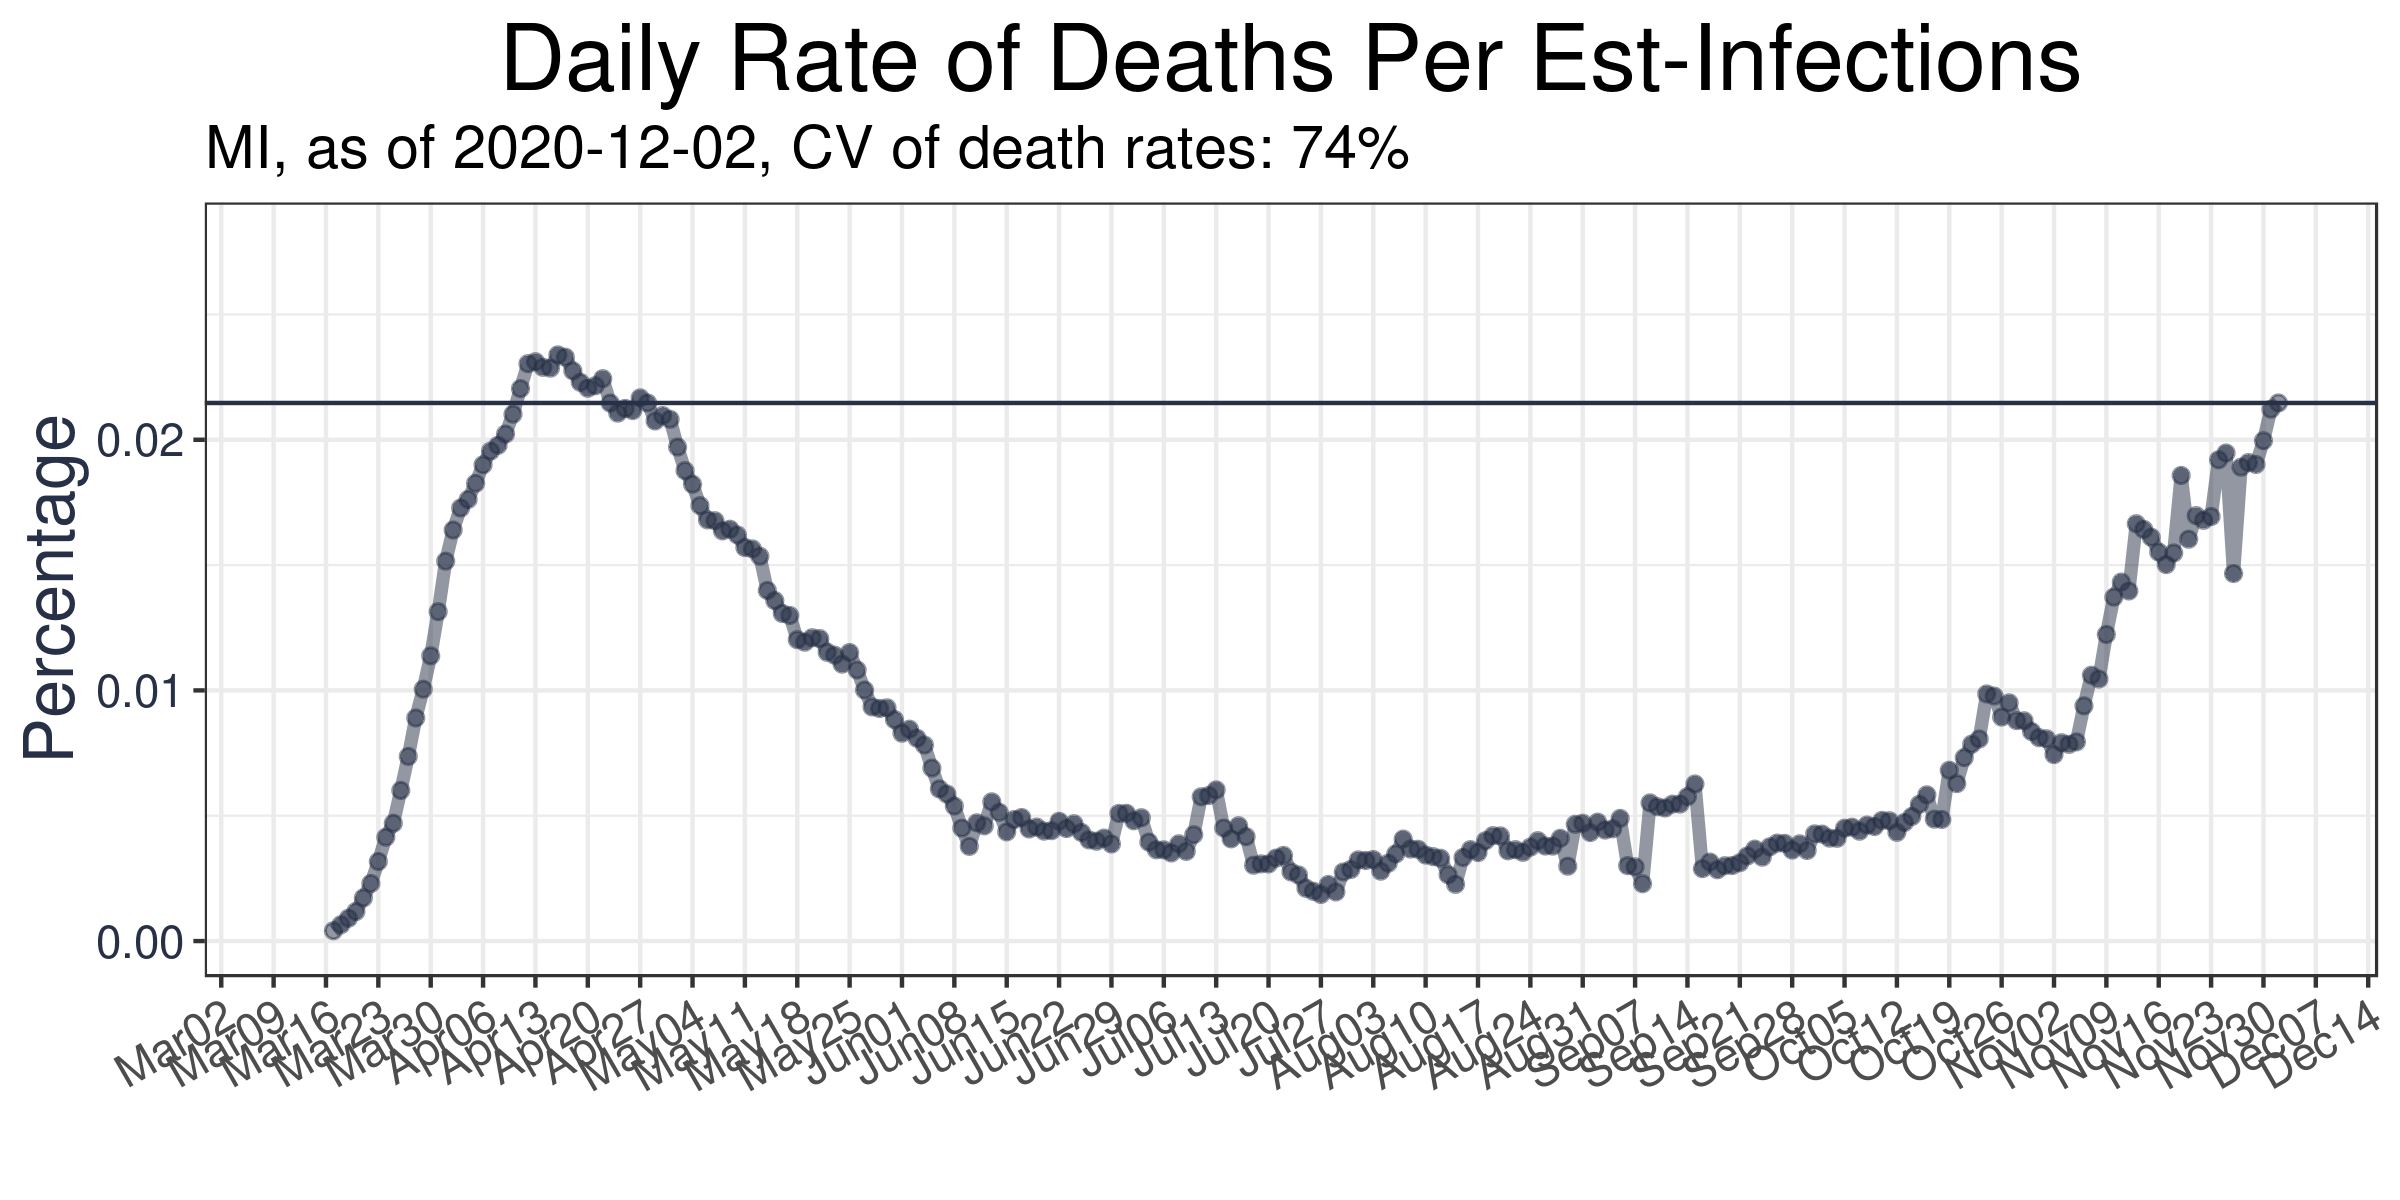 Daily Rate of Deaths Per Est-Infections
MI, as of 2020-12-02, CV of death rates: 74%
Percentage
0.02
0.01
0.00
Mar02
Mar09
Mar16
Mar23
Mar30
Apr06
Apr13
Apr20
Apr27
May04
May11
May18
May25
Jun01
Jun08
Jun15
Jun22
Jun29
Jul06
Jul13
Jul20
Jul27
Aug03
Aug10
Aug17
Aug24
Aug31
Sep07
Sep14
Sep21
Sep28
Oct05
Oct12
Oct19
Oct26
Nov02
Nov09
Nov16
Nov23
Nov30
Dec07
Dec14